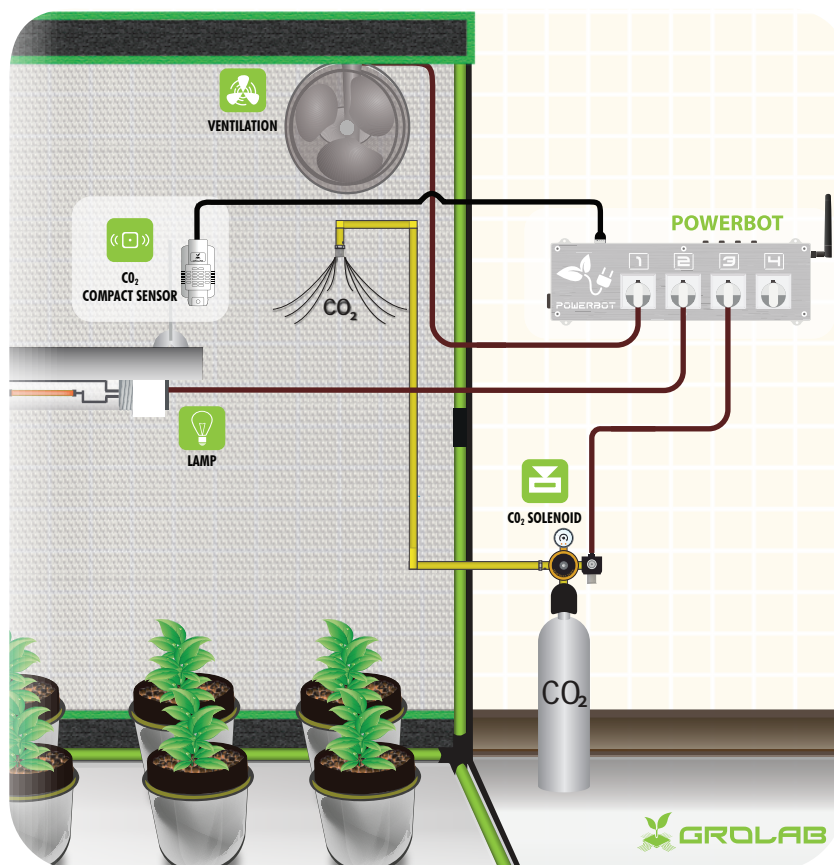 VENTILATION
POWERBOT
CO₂
COMPACT SENSOR
1 2 3 4
POWERBOT
CO₂
LAMP
CO₂ SOLENOID
CO₂
GROLAB